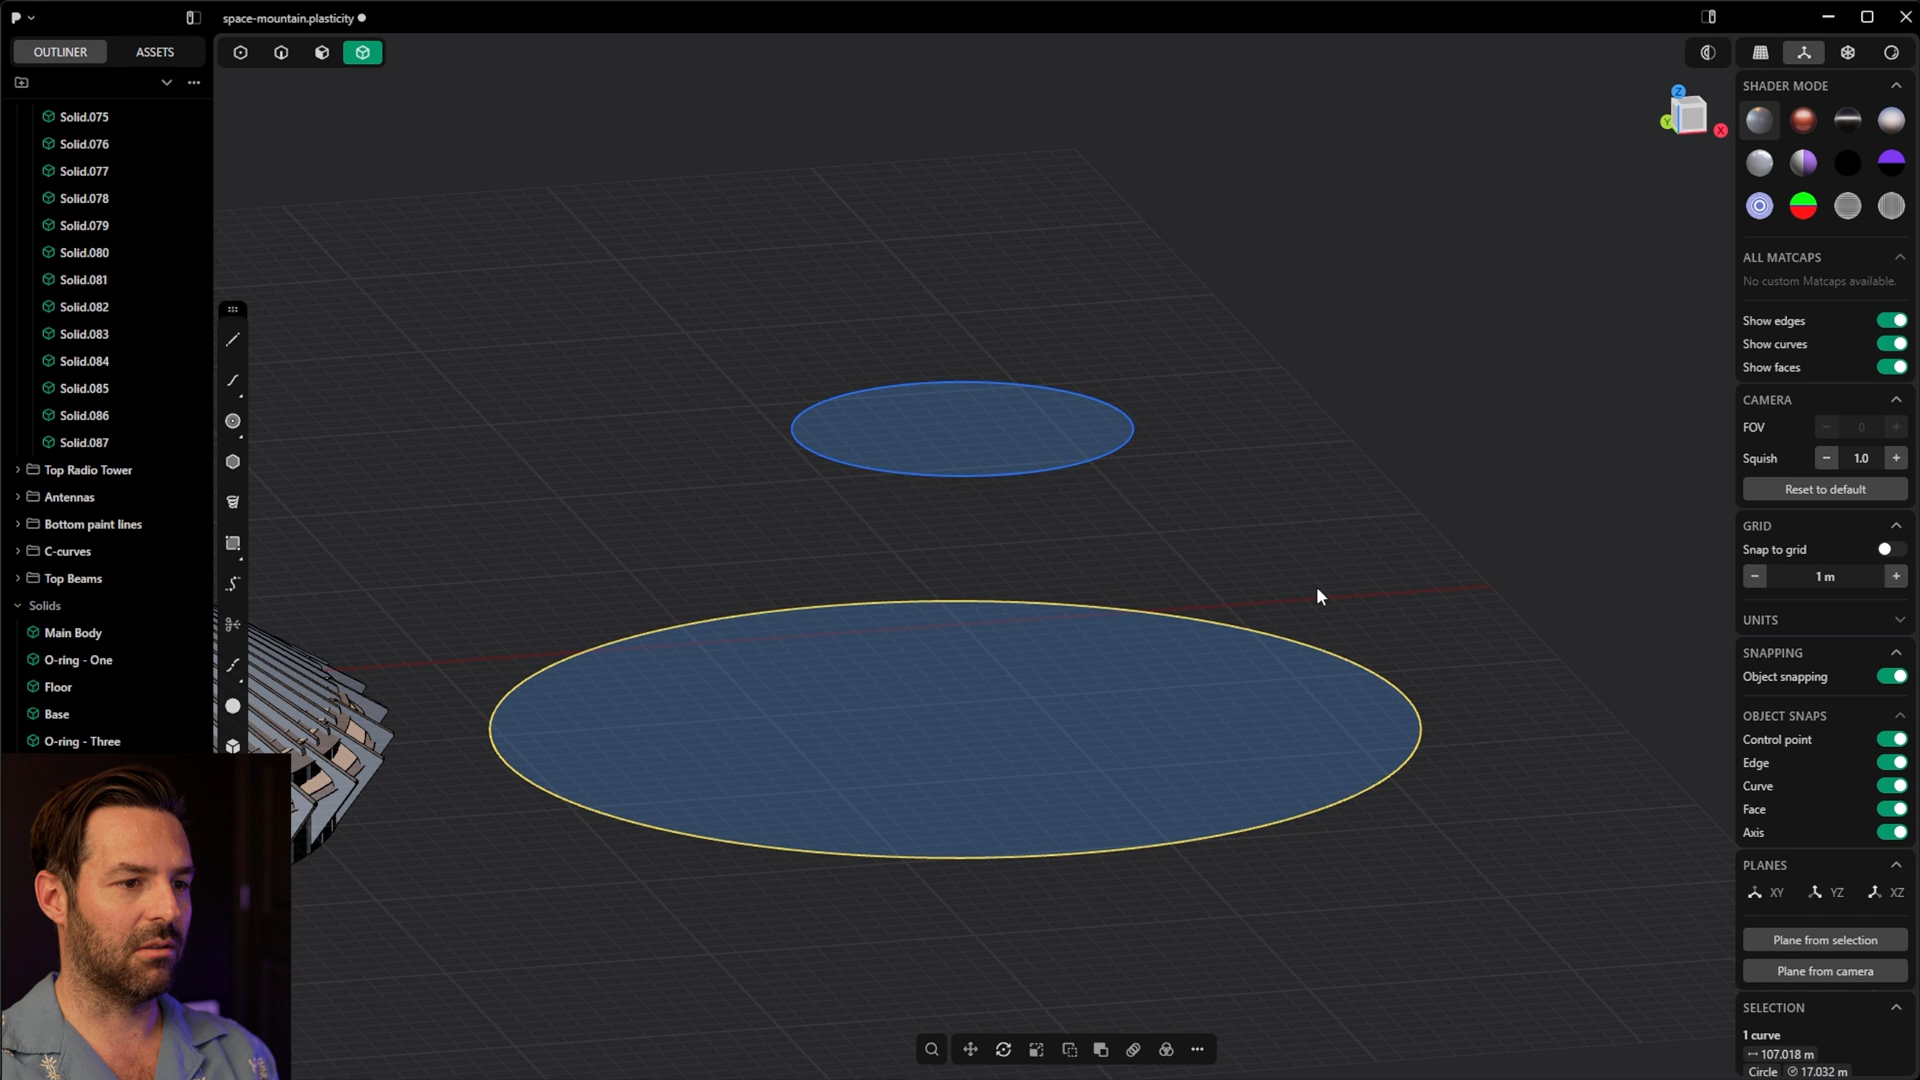 space-mountain.plasticity
OUTLINER
ASSETS
Solid.075
Solid.076
Solid.077
Solid.078
Solid.079
Solid.080
Solid.081
Solid.082
Solid.083
Solid.084
Solid.085
Solid.086
Solid.087
Top Radio Tower
Antennas
Bottom paint lines
C-curves
Top Beams
Solids
Main Body
O-ring - One
Floor
Base
O-ring - Three
Z
Y
X
SHADER MODE
ALL MATCAPS
No custom Matcaps available.
Show edges
Show curves
Show faces
CAMERA
FOV
− 0 +
Squish
− 1.0 +
Reset to default
GRID
Snap to grid
− 1 m +
UNITS
SNAPPING
Object snapping
OBJECT SNAPS
Control point
Edge
Curve
Face
Axis
PLANES
XY YZ XZ
Plane from selection
Plane from camera
SELECTION
1 curve
107.018 m
Circle 17.032 m